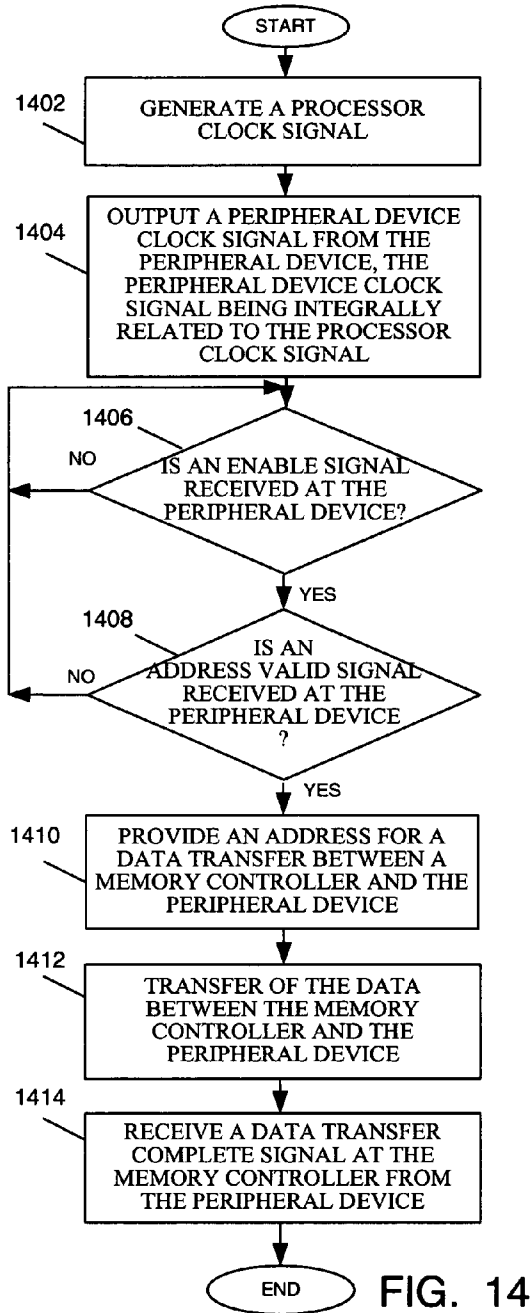 START
1402
GENERATE A PROCESSOR
CLOCK SIGNAL
1404
OUTPUT A PERIPHERAL DEVICE
CLOCK SIGNAL FROM THE
PERIPHERAL DEVICE, THE
PERIPHERAL DEVICE CLOCK
SIGNAL BEING INTEGRALLY
RELATED TO THE PROCESSOR
CLOCK SIGNAL
1406
NO
IS AN ENABLE SIGNAL
RECEIVED AT THE
PERIPHERAL DEVICE?
YES
1408
NO
IS AN
ADDRESS VALID SIGNAL
RECEIVED AT THE
PERIPHERAL DEVICE
?
YES
1410
PROVIDE AN ADDRESS FOR A
DATA TRANSFER BETWEEN A
MEMORY CONTROLLER AND THE
PERIPHERAL DEVICE
1412
TRANSFER OF THE DATA
BETWEEN THE MEMORY
CONTROLLER AND THE
PERIPHERAL DEVICE
1414
RECEIVE A DATA TRANSFER
COMPLETE SIGNAL AT THE
MEMORY CONTROLLER FROM
THE PERIPHERAL DEVICE
END
FIG. 14